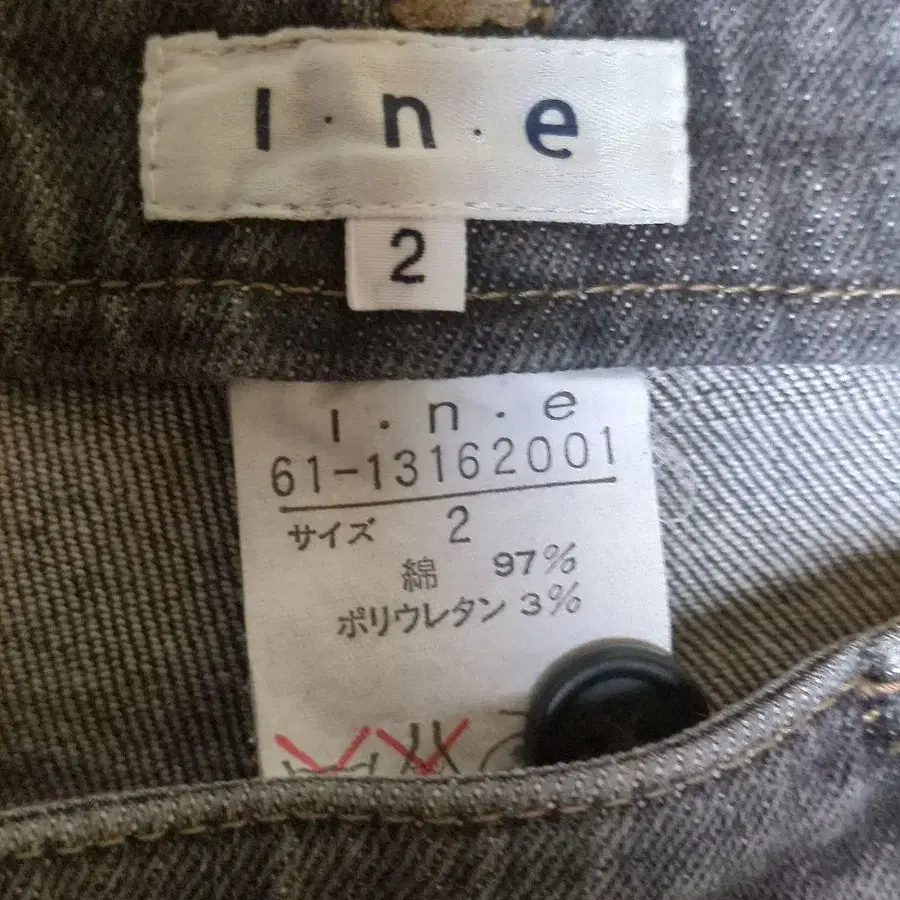 I · n · e
2
I · n · e
61-13162001
サイズ 2
綿 97%
ポリウレタン 3%